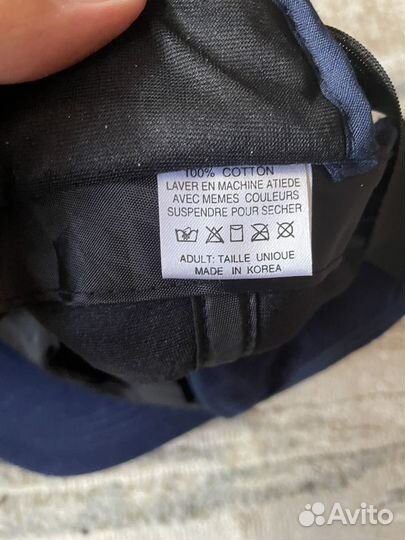 100% COTTON
LAVER EN MACHINE ATIEDE
AVEC MEMES COULEURS
SUSPENDRE POUR SECHER
ADULT: TAILLE UNIQUE
MADE IN KOREA
Avito